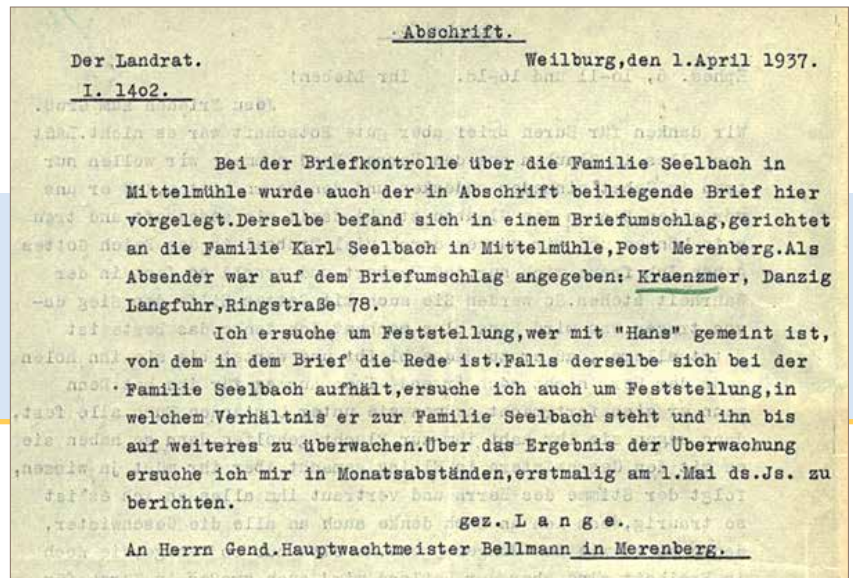 Abschrift.
Der Landrat. Weilburg,den 1.April 1937.
I. 14o2.
Bei der Briefkontrolle über die Familie Seelbach in
Mittelmühle wurde auch der in Abschrift beiliegende Brief hier
vorgelegt.Derselbe befand sich in einem Briefumschlag,gerichtet
an die Familie Karl Seelbach in Mittelmühle,Post Merenberg.Als
Absender war auf dem Briefumschlag angegeben: Kraenzmer, Danzig
Langfuhr,Ringstraße 78.
Ich ersuche um Feststellung,wer mit "Hans" gemeint ist,
von dem in dem Brief die Rede ist.Falls derselbe sich bei der
Familie Seelbach aufhält,ersuche ich auch um Feststellung,in
welchem Verhältnis er zur Familie Seelbach steht und ihn bis
auf weiteres zu überwachen.Über das Ergebnis der Überwachung
ersuche ich mir in Monatsabständen,erstmalig am 1.Mai ds.Js. zu
berichten.
gez. L a n g e.
An Herrn Gend.Hauptwachtmeister Bellmann in Merenberg.